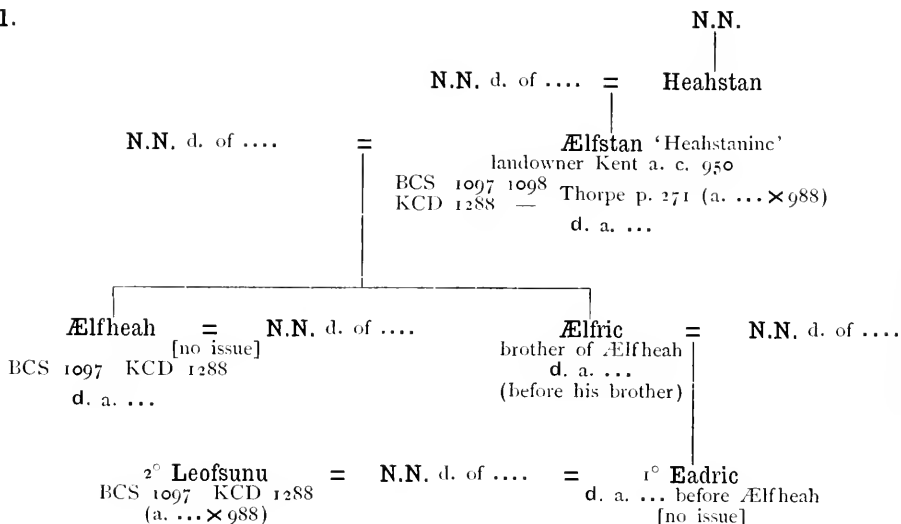 1.
N.N.
N.N. d. of .... = Heahstan
N.N. d. of .... = Ælfstan 'Heahstaninc'
landowner Kent a. c. 950
BCS 1097 1098
KCD 1288 — Thorpe p. 271 (a. ... × 988)
d. a. ...
Ælfheah = N.N. d. of .... Ælfric = N.N. d. of ....
[no issue] brother of Ælfheah
BCS 1097 KCD 1288 d. a. ...
d. a. ... (before his brother)
2° Leofsunu = N.N. d. of .... = 1° Eadric
BCS 1097 KCD 1288 d. a. ... before Ælfheah
(a. ... × 988) [no issue]